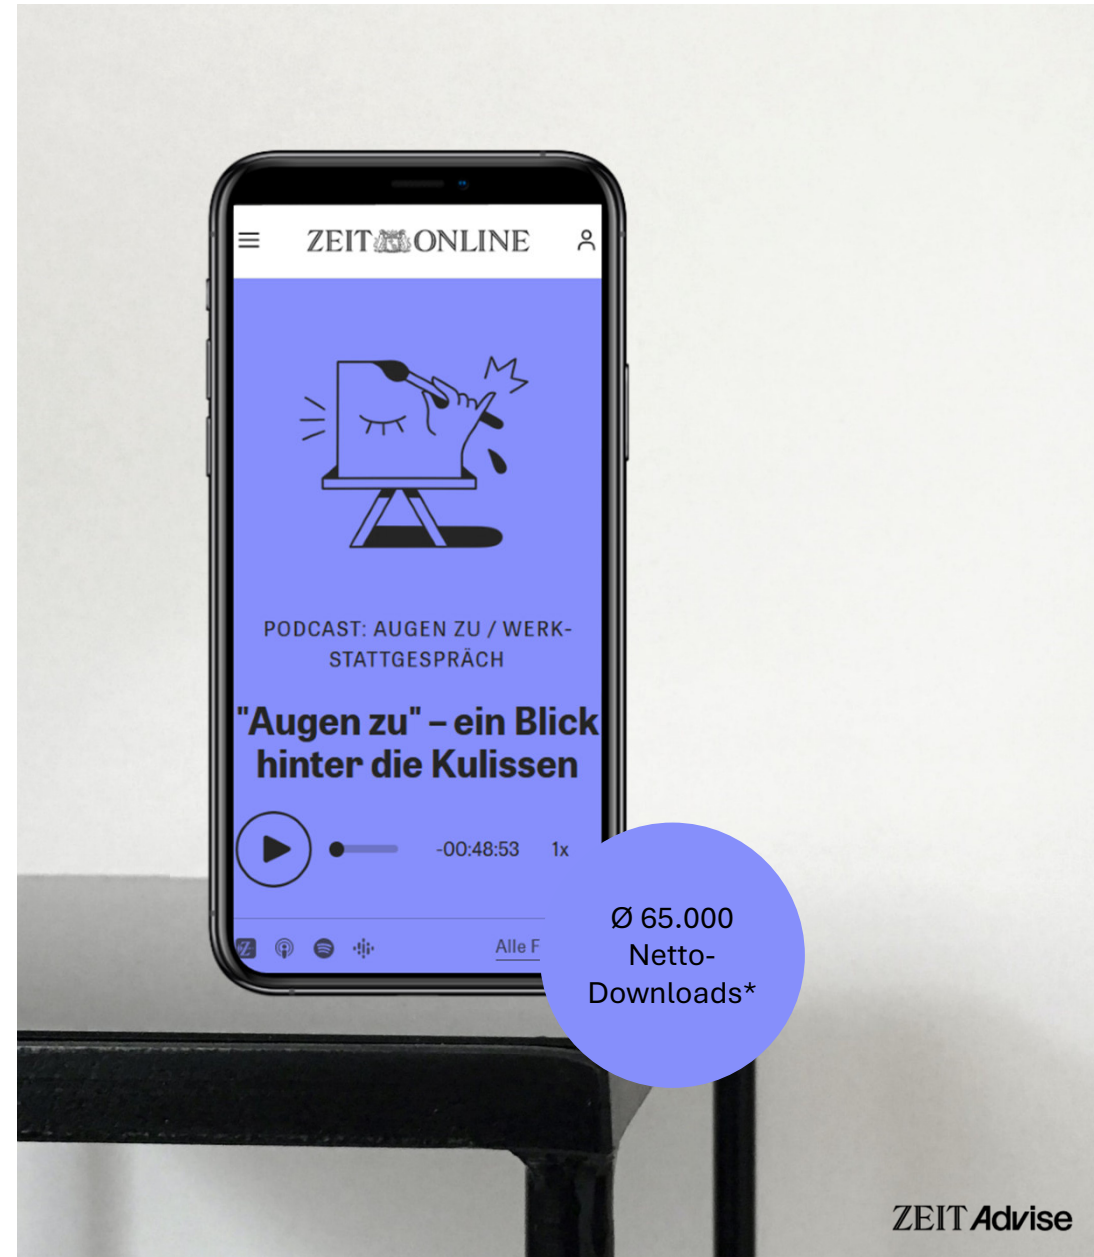 ZEIT ONLINE
PODCAST: AUGEN ZU / WERK-
STATTGESPRÄCH
"Augen zu" – ein Blick
hinter die Kulissen
-00:48:53 1x
Alle F
Ø 65.000
Netto-
Downloads*
ZEIT Advise